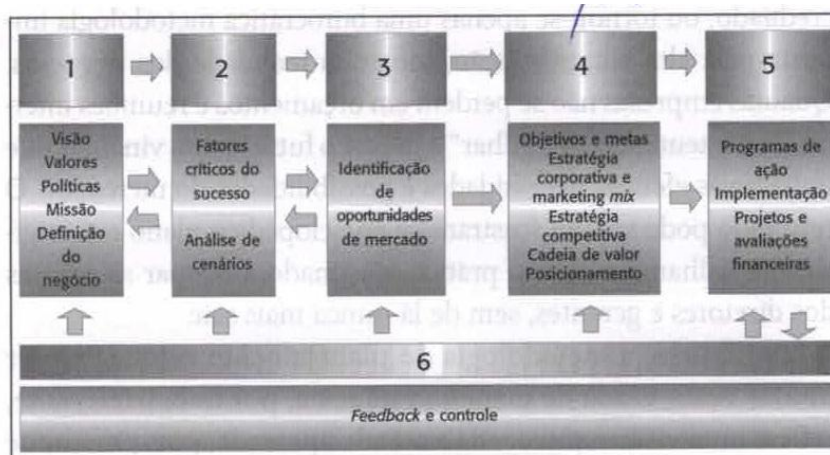 1
2
3
4
5
Visão
Valores
Políticas
Missão
Definição
do
negócio
Fatores
críticos do
sucesso
Análise de
cenários
Identificação
de
oportunidades
de mercado
Objetivos e metas
Estratégia
corporativa e
marketing mix
Estratégia
competitiva
Cadeia de valor
Posicionamento
Programas de
ação
Implementação
Projetos e
avaliações
financeiras
6
Feedback e controle